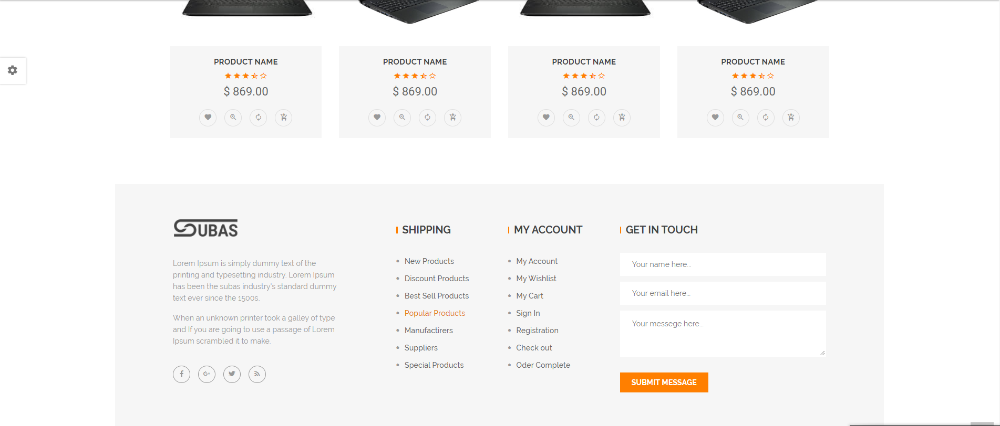 PRODUCT NAME
$ 869.00
PRODUCT NAME
$ 869.00
PRODUCT NAME
$ 869.00
PRODUCT NAME
$ 869.00
SUBAS
Lorem Ipsum is simply dummy text of the
printing and typesetting industry. Lorem Ipsum
has been the subas industry's standard dummy
text ever since the 1500s,
When an unknown printer took a galley of type
and If you are going to use a passage of Lorem
Ipsum scrambled it to make.
G+
SHIPPING
New Products
Discount Products
Best Sell Products
Popular Products
Manufactirers
Suppliers
Special Products
MY ACCOUNT
My Account
My Wishlist
My Cart
Sign In
Registration
Check out
Oder Complete
GET IN TOUCH
Your name here...
Your email here...
Your messege here...
SUBMIT MESSAGE